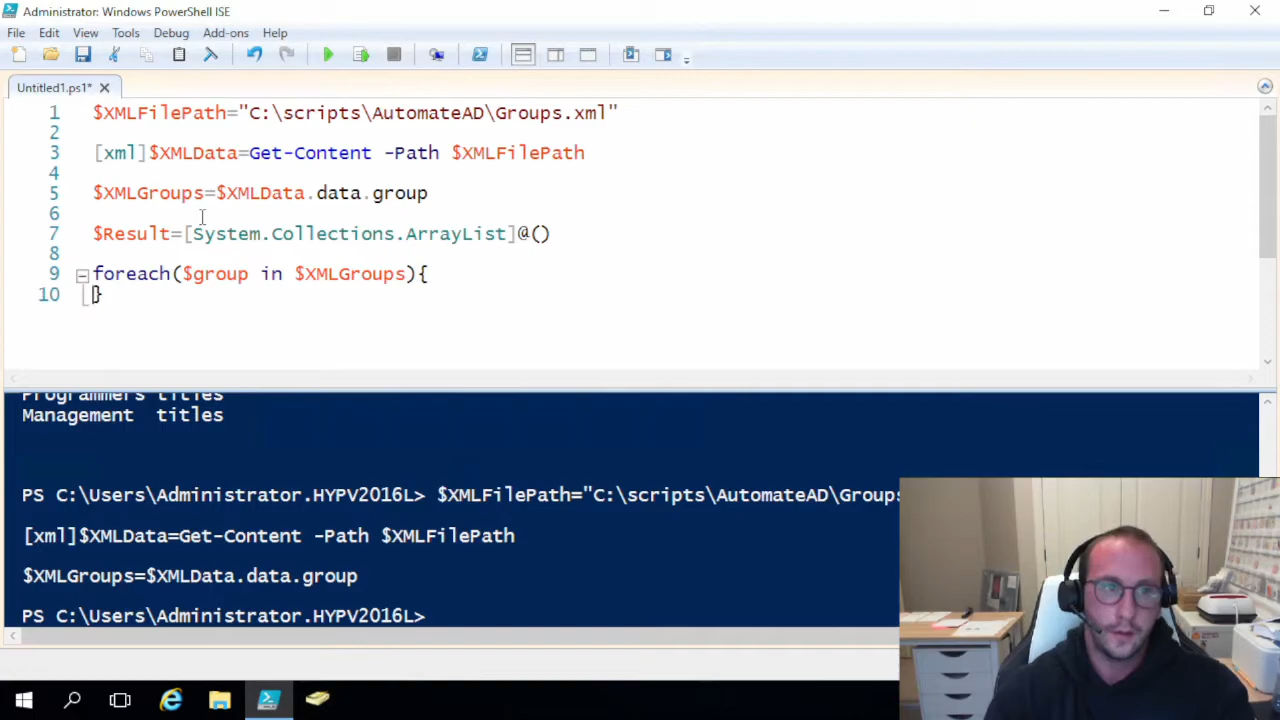 Administrator: Windows PowerShell ISE
File Edit View Tools Debug Add-ons Help
Untitled1.ps1*
1 $XMLFilePath="C:\scripts\AutomateAD\Groups.xml"
2
3 [xml]$XMLData=Get-Content -Path $XMLFilePath
4
5 $XMLGroups=$XMLData.data.group
6
7 $Result=[System.Collections.ArrayList]@()
8
9 foreach($group in $XMLGroups){
10 }
Programmers titles
Management titles
PS C:\Users\Administrator.HYPV2016L> $XMLFilePath="C:\scripts\AutomateAD\Groups
[xml]$XMLData=Get-Content -Path $XMLFilePath
$XMLGroups=$XMLData.data.group
PS C:\Users\Administrator.HYPV2016L>